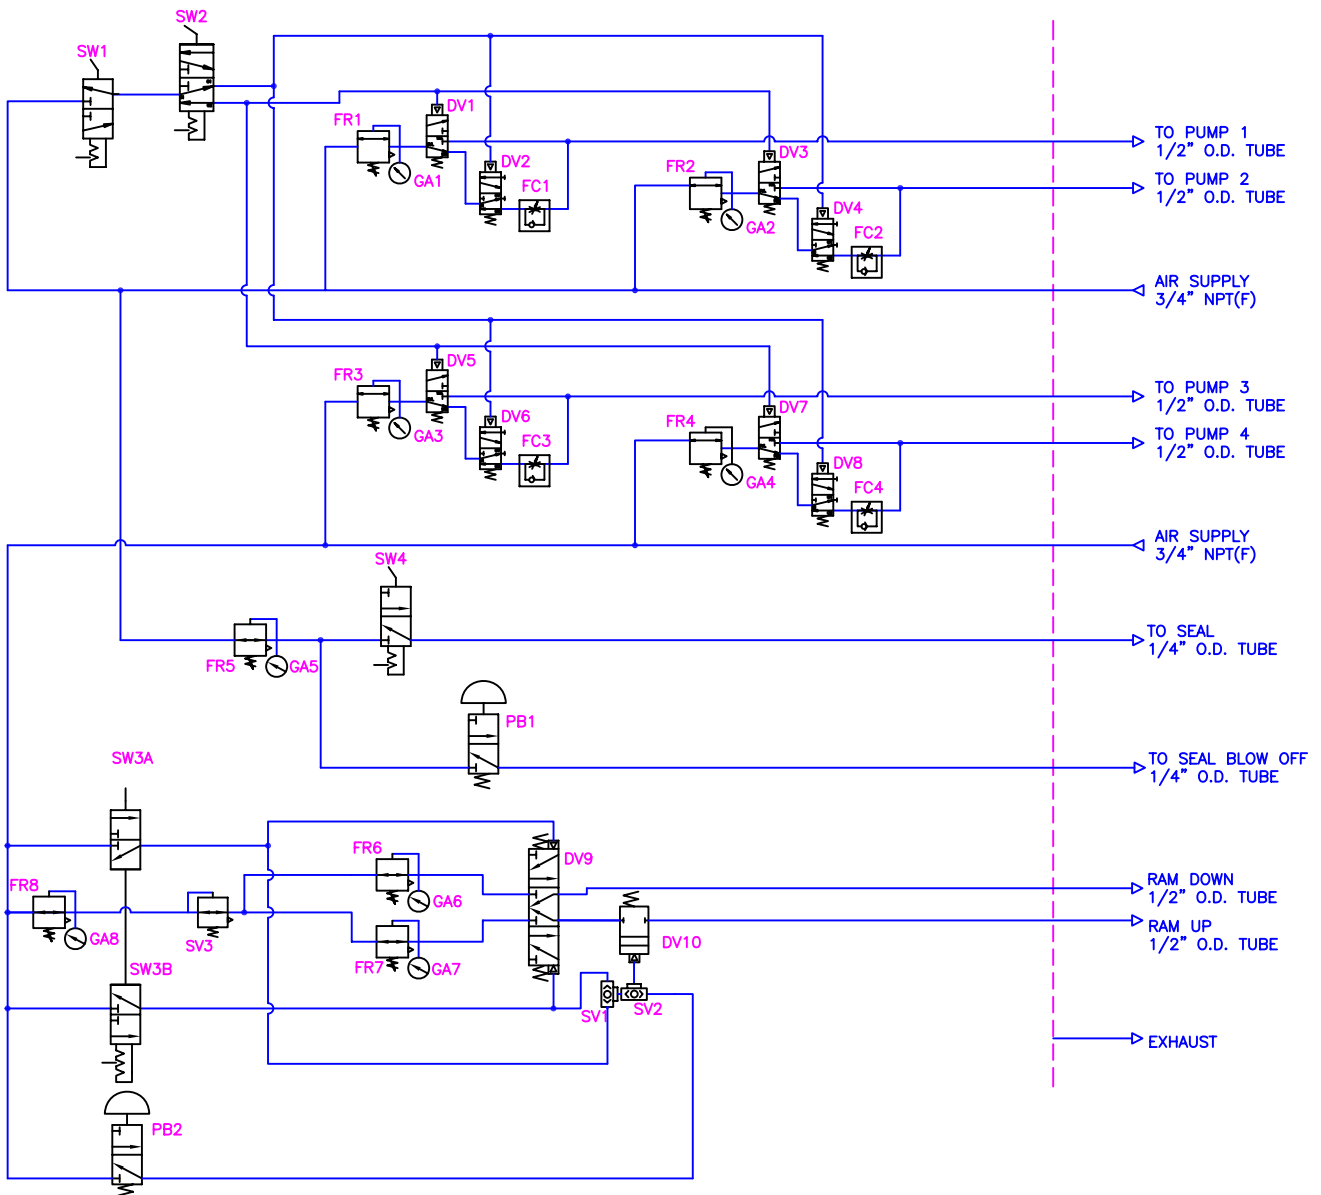 SW2
SW1
DV1
FR1
TO PUMP 1
1/2" O.D. TUBE
DV2
DV3
FR2
GA1
FC1
TO PUMP 2
1/2" O.D. TUBE
DV4
GA2
FC2
AIR SUPPLY
3/4" NPT(F)
DV5
FR3
TO PUMP 3
1/2" O.D. TUBE
DV6
DV7
FR4
GA3
FC3
TO PUMP 4
1/2" O.D. TUBE
DV8
GA4
FC4
AIR SUPPLY
3/4" NPT(F)
SW4
TO SEAL
1/4" O.D. TUBE
FR5
GA5
PB1
SW3A
TO SEAL BLOW OFF
1/4" O.D. TUBE
FR6
DV9
FR8
RAM DOWN
1/2" O.D. TUBE
GA6
RAM UP
1/2" O.D. TUBE
GA8
SV3
DV10
SW3B
FR7
GA7
SV1
SV2
EXHAUST
PB2